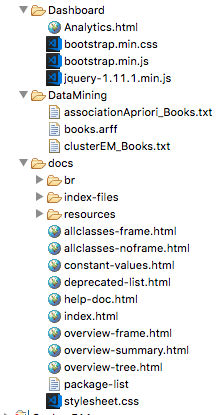 Dashboard
Analytics.html
bootstrap.min.css
bootstrap.min.js
jquery-1.11.1.min.js
DataMining
associationApriori_Books.txt
books.arff
clusterEM_Books.txt
docs
br
index-files
resources
allclasses-frame.html
allclasses-noframe.html
constant-values.html
deprecated-list.html
help-doc.html
index.html
overview-frame.html
overview-summary.html
overview-tree.html
package-list
stylesheet.css